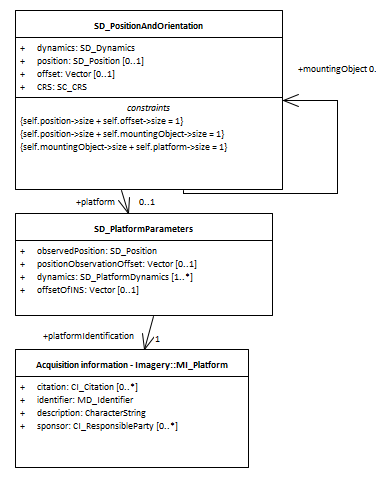 SD_PositionAndOrientation
+ dynamics: SD_Dynamics
+ position: SD_Position [0..1]
+ offset: Vector [0..1]
+ CRS: SC_CRS
constraints
{self.position->size + self.offset->size = 1}
{self.position->size + self.mountingObject->size = 1}
{self.mountingObject->size + self.platform->size = 1}
+mountingObject 0.
+platform 0..1
SD_PlatformParameters
+ observedPosition: SD_Position
+ positionObservationOffset: Vector [0..1]
+ dynamics: SD_PlatformDynamics [1..*]
+ offsetOfINS: Vector [0..1]
+platformIdentification
1
Acquisition information - Imagery::MI_Platform
+ citation: CI_Citation [0..*]
+ identifier: MD_Identifier
+ description: CharacterString
+ sponsor: CI_ResponsibleParty [0..*]